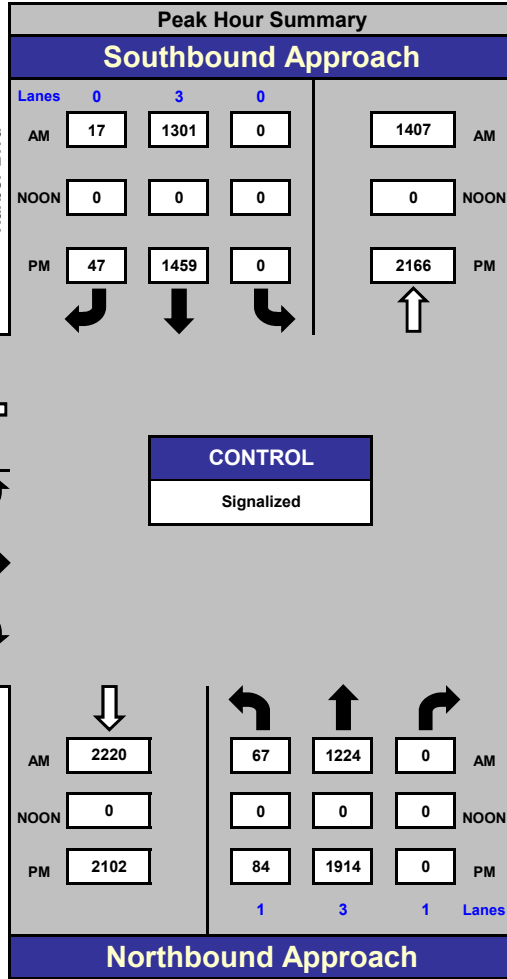 Peak Hour Summary
Southbound Approach
Lanes 0 3 0
AM 17 1301 0 1407 AM
NOON 0 0 0 0 NOON
PM 47 1459 0 2166 PM
CONTROL
Signalized
AM 2220 67 1224 0 AM
NOON 0 0 0 0 NOON
PM 2102 84 1914 0 PM
1 3 1 Lanes
Northbound Approach